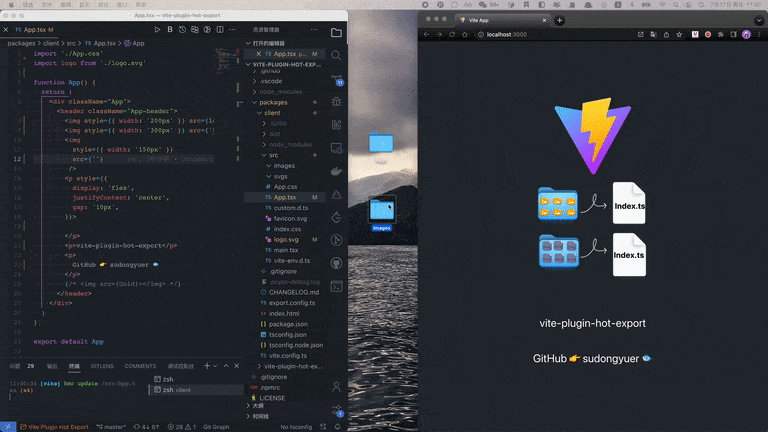 App.tsx — vite-plugin-hot-export
App.tsx M
packages > client > src > App.tsx > App
import './App.css'
import logo from './logo.svg'
function App() {
return (
<div className="App">
<header className="App-header">
<img style={{ width: '200px' }} src={
<img style={{ width: '300px' }} src={
<img
style={{ width: '150px' }}
12
src={''}
/>
<p style={{
display: 'flex',
justifyContent: 'center',
gap: '10px',
}}>
</p>
<p>vite-plugin-hot-export</p>
<p>
GitHub 👉 sudongyuer 🐟
</p>
{/* <img src={Gold}></img> */}
</header>
</div>
)
}
export default App
问题 29 输出 终端 GITLENS COMMENTS 调试控制台
11:00:34 [vite] hmr update /src/App.t
sx (x4)
zsh
zsh client
资源管理器
打开的编辑器
App.tsx M
VITE-PLUGIN-HOT-EXP...
.github
.vscode
node_modules
packages
client
.turbo
dist
node_modules
src
images
svgs
App.css
App.tsx M
custom.d.ts
favicon.svg
index.css
logo.svg M
main.tsx
vite-env.d.ts
.gitignore
.pnpm-debug.log
CHANGELOG.md
export.config.ts
index.html
package.json
tsconfig.json
tsconfig.node.json
vite.config.ts
vite-plugin-hot-ex...
.gitignore
.npmrc
LICENSE
大纲
时间线
Vite Plugin Hot Export
master*
4↓ 0↑
28 1
Git Graph
No tsconfig
images
Vite App
localhost:3000
Index.ts
Index.ts
vite-plugin-hot-export
GitHub 👉 sudongyuer 🐟